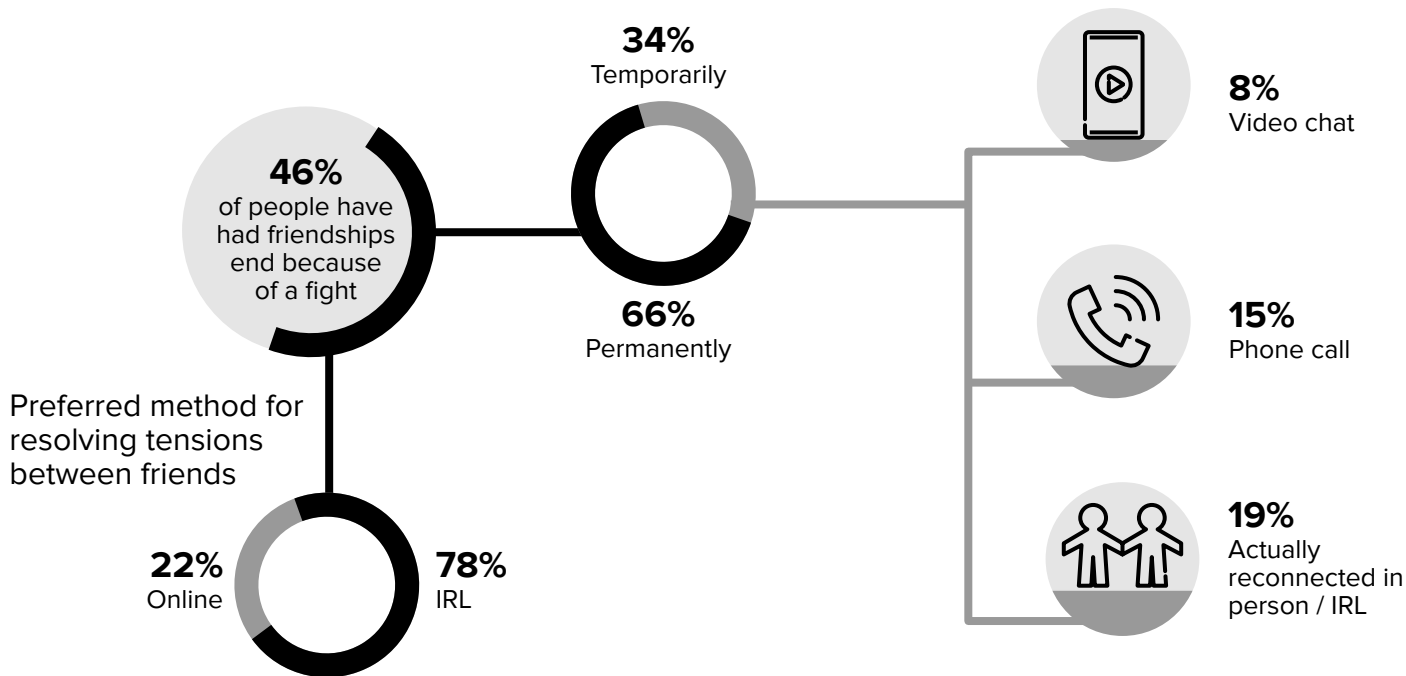 46%
of people have
had friendships
end because
of a fight
34%
Temporarily
66%
Permanently
8%
Video chat
15%
Phone call
19%
Actually
reconnected in
person / IRL
Preferred method for
resolving tensions
between friends
22%
Online
78%
IRL